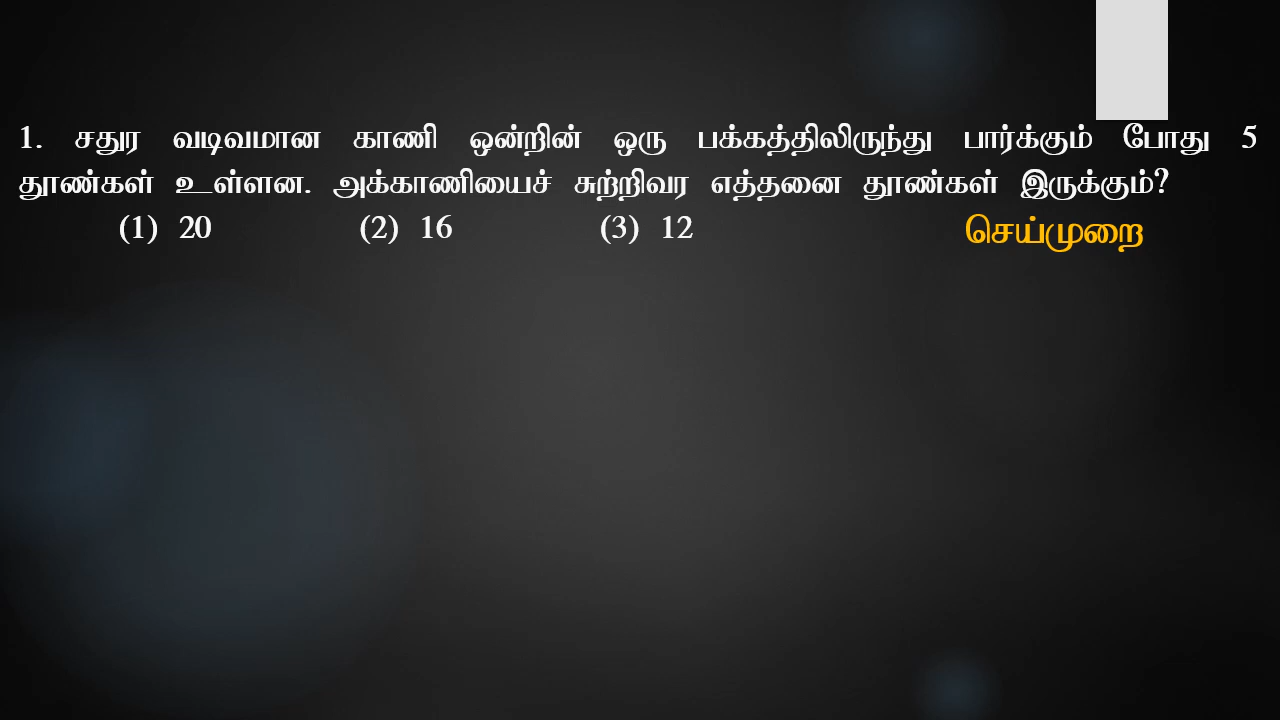 1. சதுர வடிவமான காணி ஒன்றின் ஒரு பக்கத்திலிருந்து பார்க்கும் போது 5
தூண்கள் உள்ளன. அக்காணியைச் சுற்றிவர எத்தனை தூண்கள் இருக்கும்?
(1) 20 (2) 16 (3) 12 செய்முறை